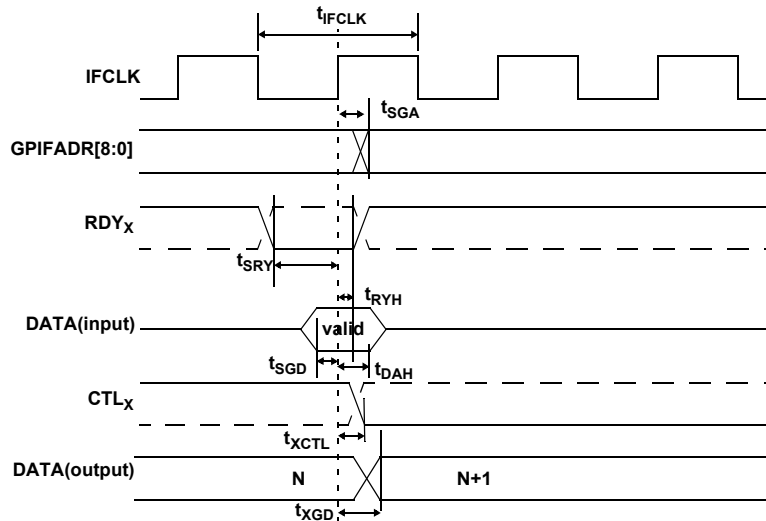 tIFCLK
IFCLK
tSGA
GPIFADR[8:0]
RDYX
tSRY
tRYH
DATA(input)
valid
tSGD
tDAH
CTLX
tXCTL
DATA(output)
N
N+1
tXGD